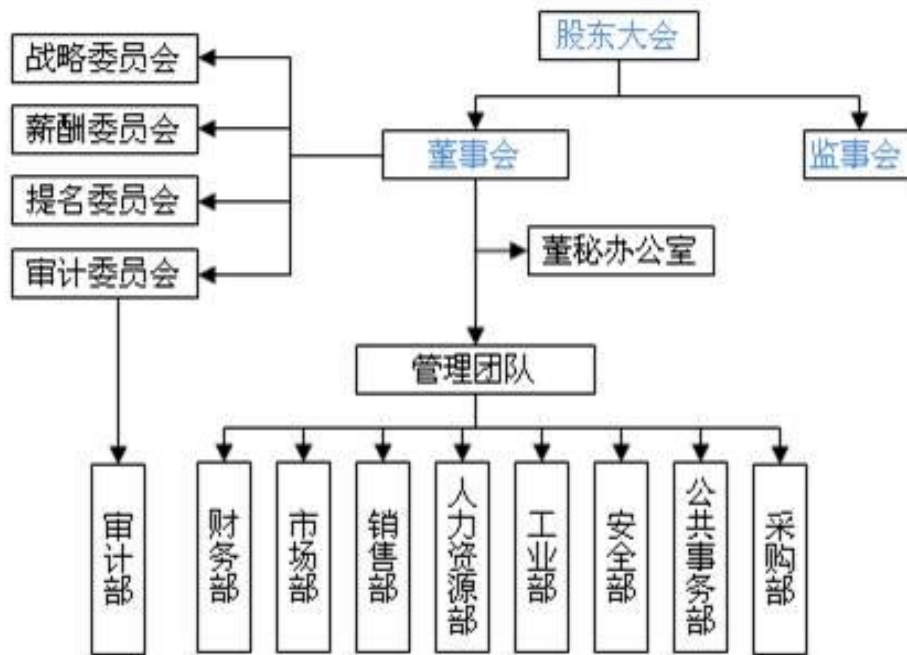 股东大会
战略委员会
薪酬委员会
董事会
监事会
提名委员会
董秘办公室
审计委员会
管理团队
审计部
财务部
市场部
销售部
人力资源部
工业部
安全部
公共事务部
采购部